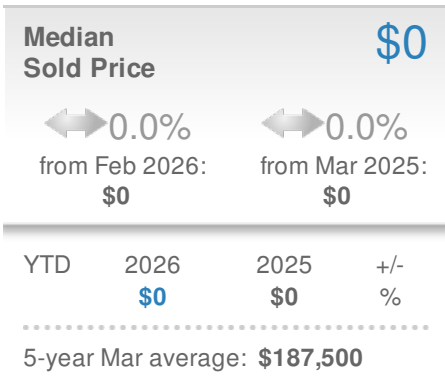 Median $0
Sold Price
0.0% 0.0%
from Feb 2026: from Mar 2025:
$0 $0
YTD 2026 2025 +/-
$0 $0 %
5-year Mar average: $187,500